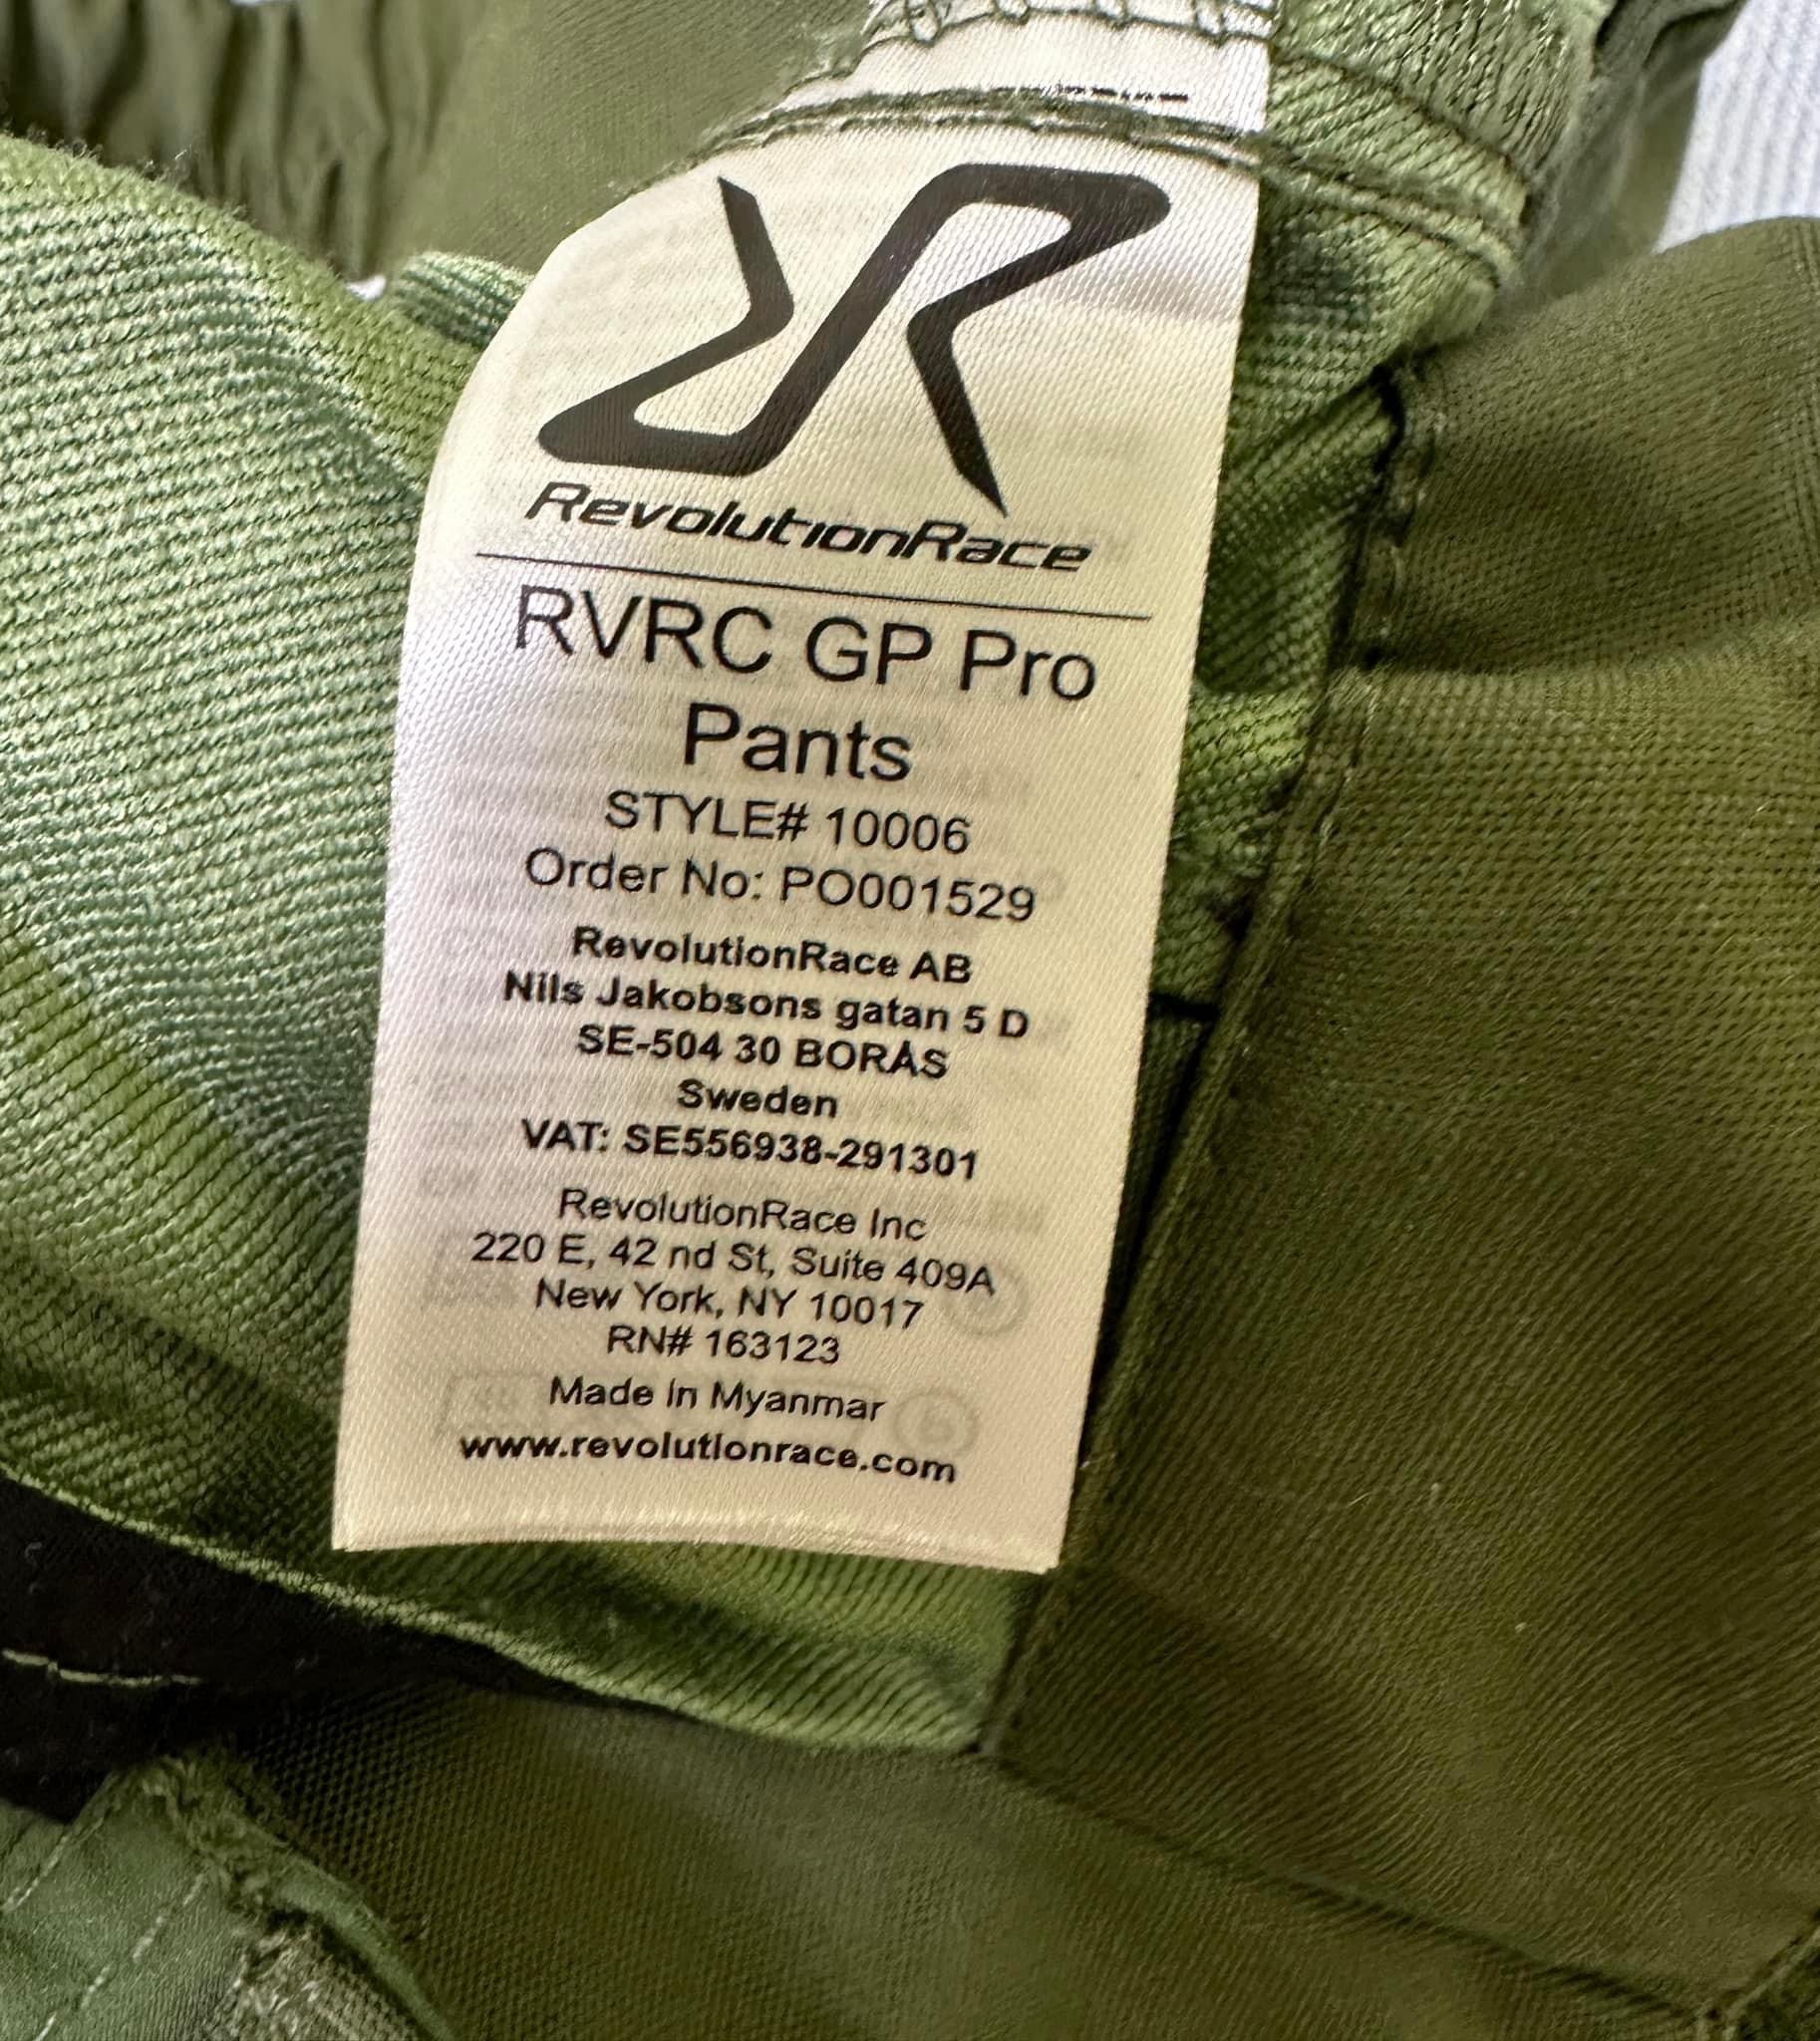 RevolutionRace
RVRC GP Pro
Pants
STYLE# 10006
Order No: PO001529
RevolutionRace AB
Nils Jakobsons gatan 5 D
SE-504 30 BORÅS
Sweden
VAT: SE556938-291301
RevolutionRace Inc
220 E, 42 nd St, Suite 409A
New York, NY 10017
RN# 163123
Made in Myanmar
www.revolutionrace.com